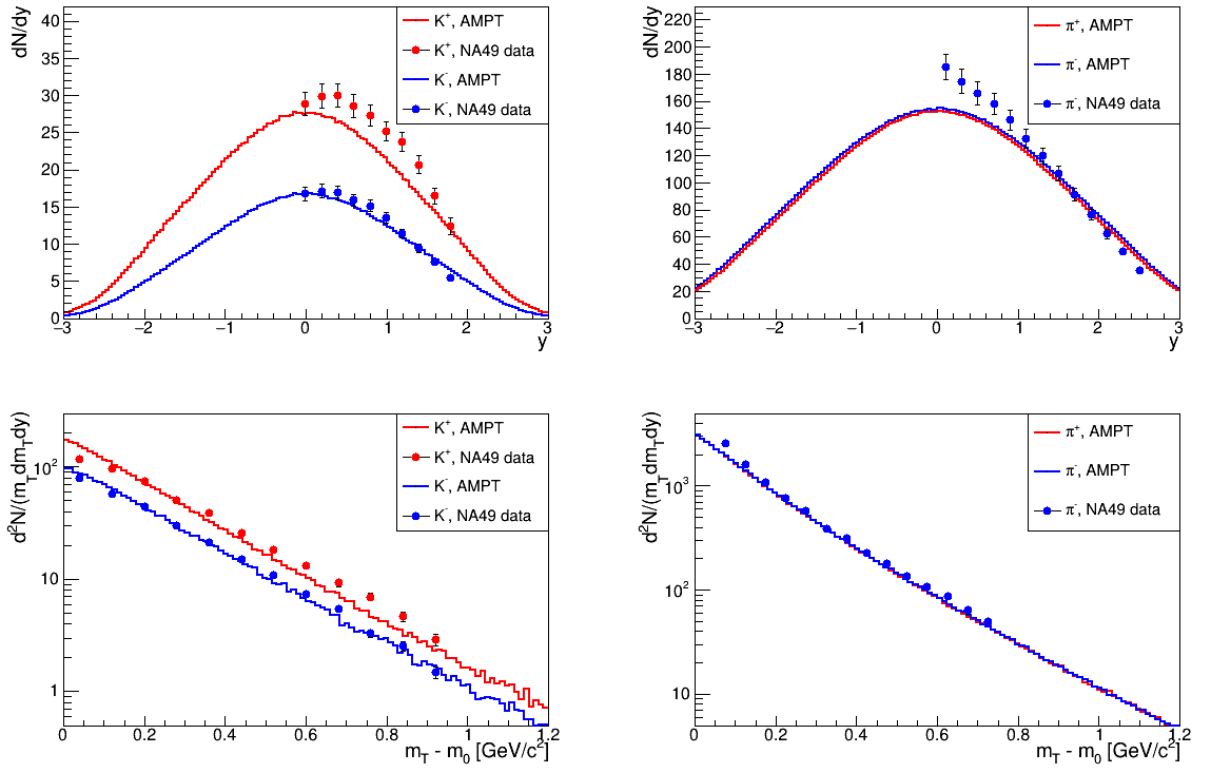 dN/dy
40
35
30
25
20
15
10
5
0
−3 −2 −1 0 1 2 3
y
K⁺, AMPT
K⁺, NA49 data
K⁻, AMPT
K⁻, NA49 data
dN/dy
220
200
180
160
140
120
100
80
60
40
20
0
−3 −2 −1 0 1 2 3
y
π⁺, AMPT
π⁻, AMPT
π⁻, NA49 data
d²N/(m_T dm_T dy)
10²
10
1
0 0.2 0.4 0.6 0.8 1 1.2
m_T - m₀ [GeV/c²]
K⁺, AMPT
K⁺, NA49 data
K⁻, AMPT
K⁻, NA49 data
d²N/(m_T dm_T dy)
10³
10²
10
0 0.2 0.4 0.6 0.8 1 1.2
m_T - m₀ [GeV/c²]
π⁺, AMPT
π⁻, AMPT
π⁻, NA49 data